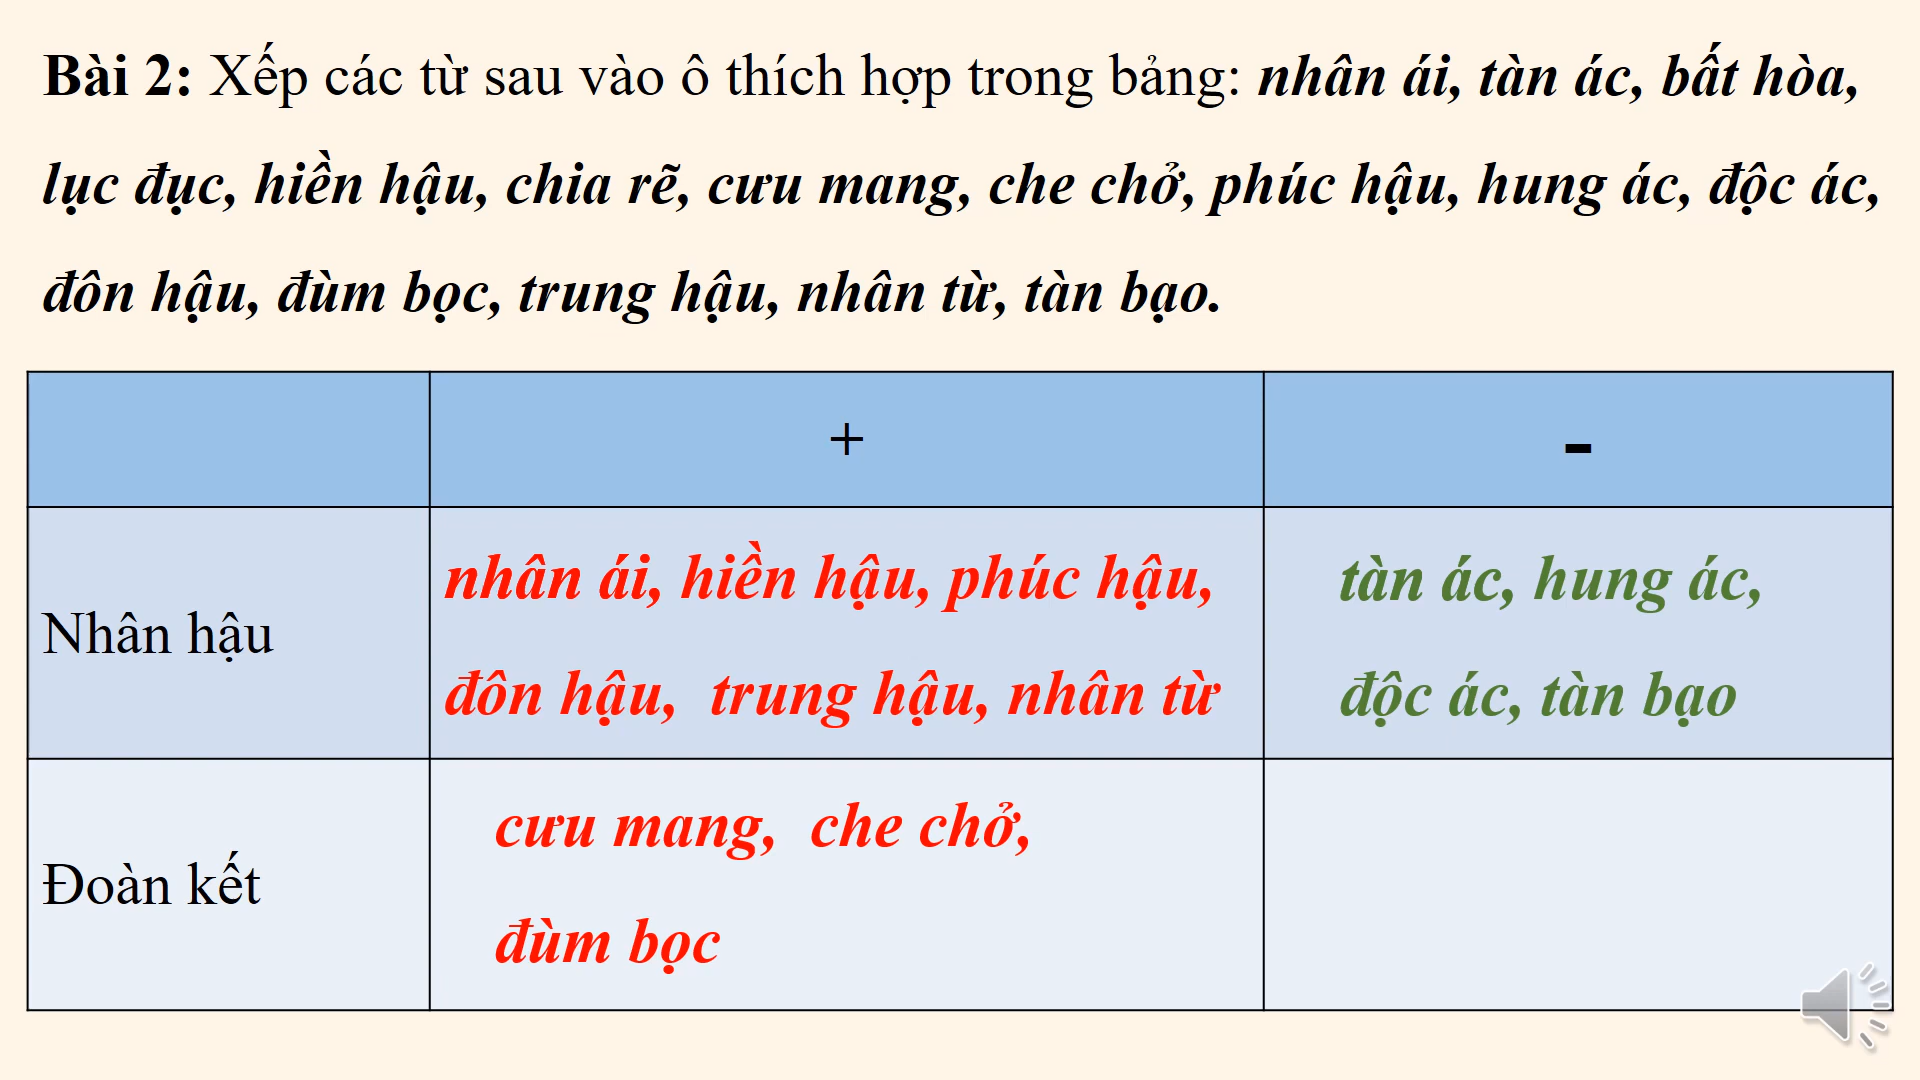 Bài 2: Xếp các từ sau vào ô thích hợp trong bảng: nhân ái, tàn ác, bất hòa,
lục đục, hiền hậu, chia rẽ, cưu mang, che chở, phúc hậu, hung ác, độc ác,
đôn hậu, đùm bọc, trung hậu, nhân từ, tàn bạo.
+
-
Nhân hậu
nhân ái, hiền hậu, phúc hậu,
đôn hậu, trung hậu, nhân từ
tàn ác, hung ác,
độc ác, tàn bạo
Đoàn kết
cưu mang, che chở,
đùm bọc